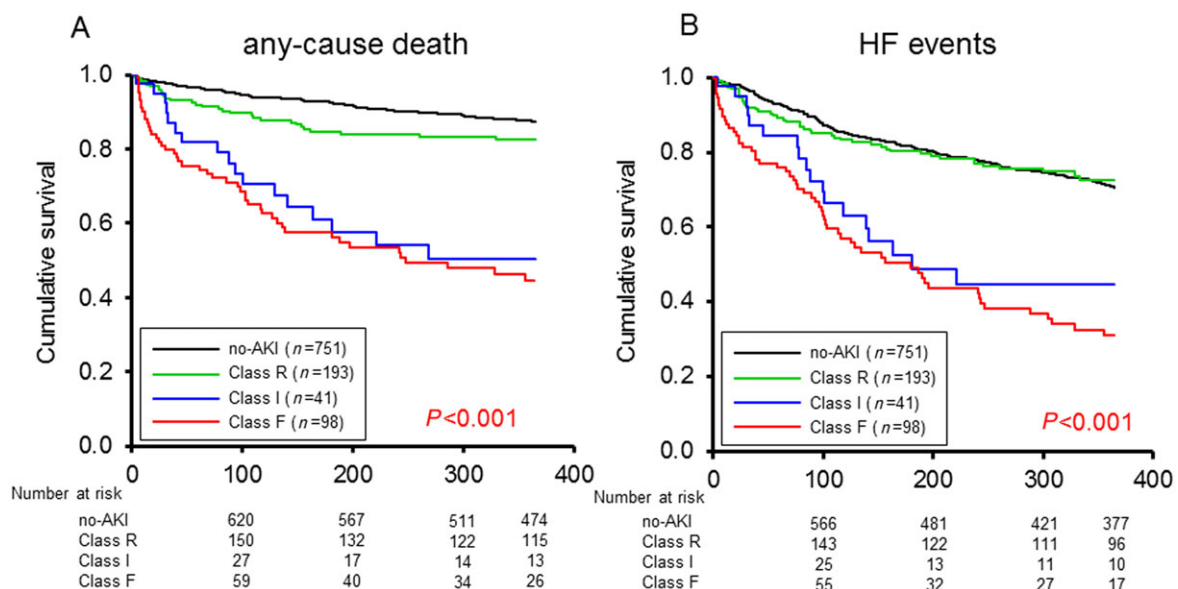 A
any-cause death
Cumulative survival
1.0
0.8
0.6
0.4
0.2
0.0
no-AKI (n=751)
Class R (n=193)
Class I (n=41)
Class F (n=98)
P<0.001
0 100 200 300 400
Number at risk
no-AKI 620 567 511 474
Class R 150 132 122 115
Class I 27 17 14 13
Class F 59 40 34 26
B
HF events
Cumulative survival
1.0
0.8
0.6
0.4
0.2
0.0
no-AKI (n=751)
Class R (n=193)
Class I (n=41)
Class F (n=98)
P<0.001
0 100 200 300 400
Number at risk
no-AKI 566 481 421 377
Class R 143 122 111 96
Class I 25 13 11 10
Class F 55 32 27 17